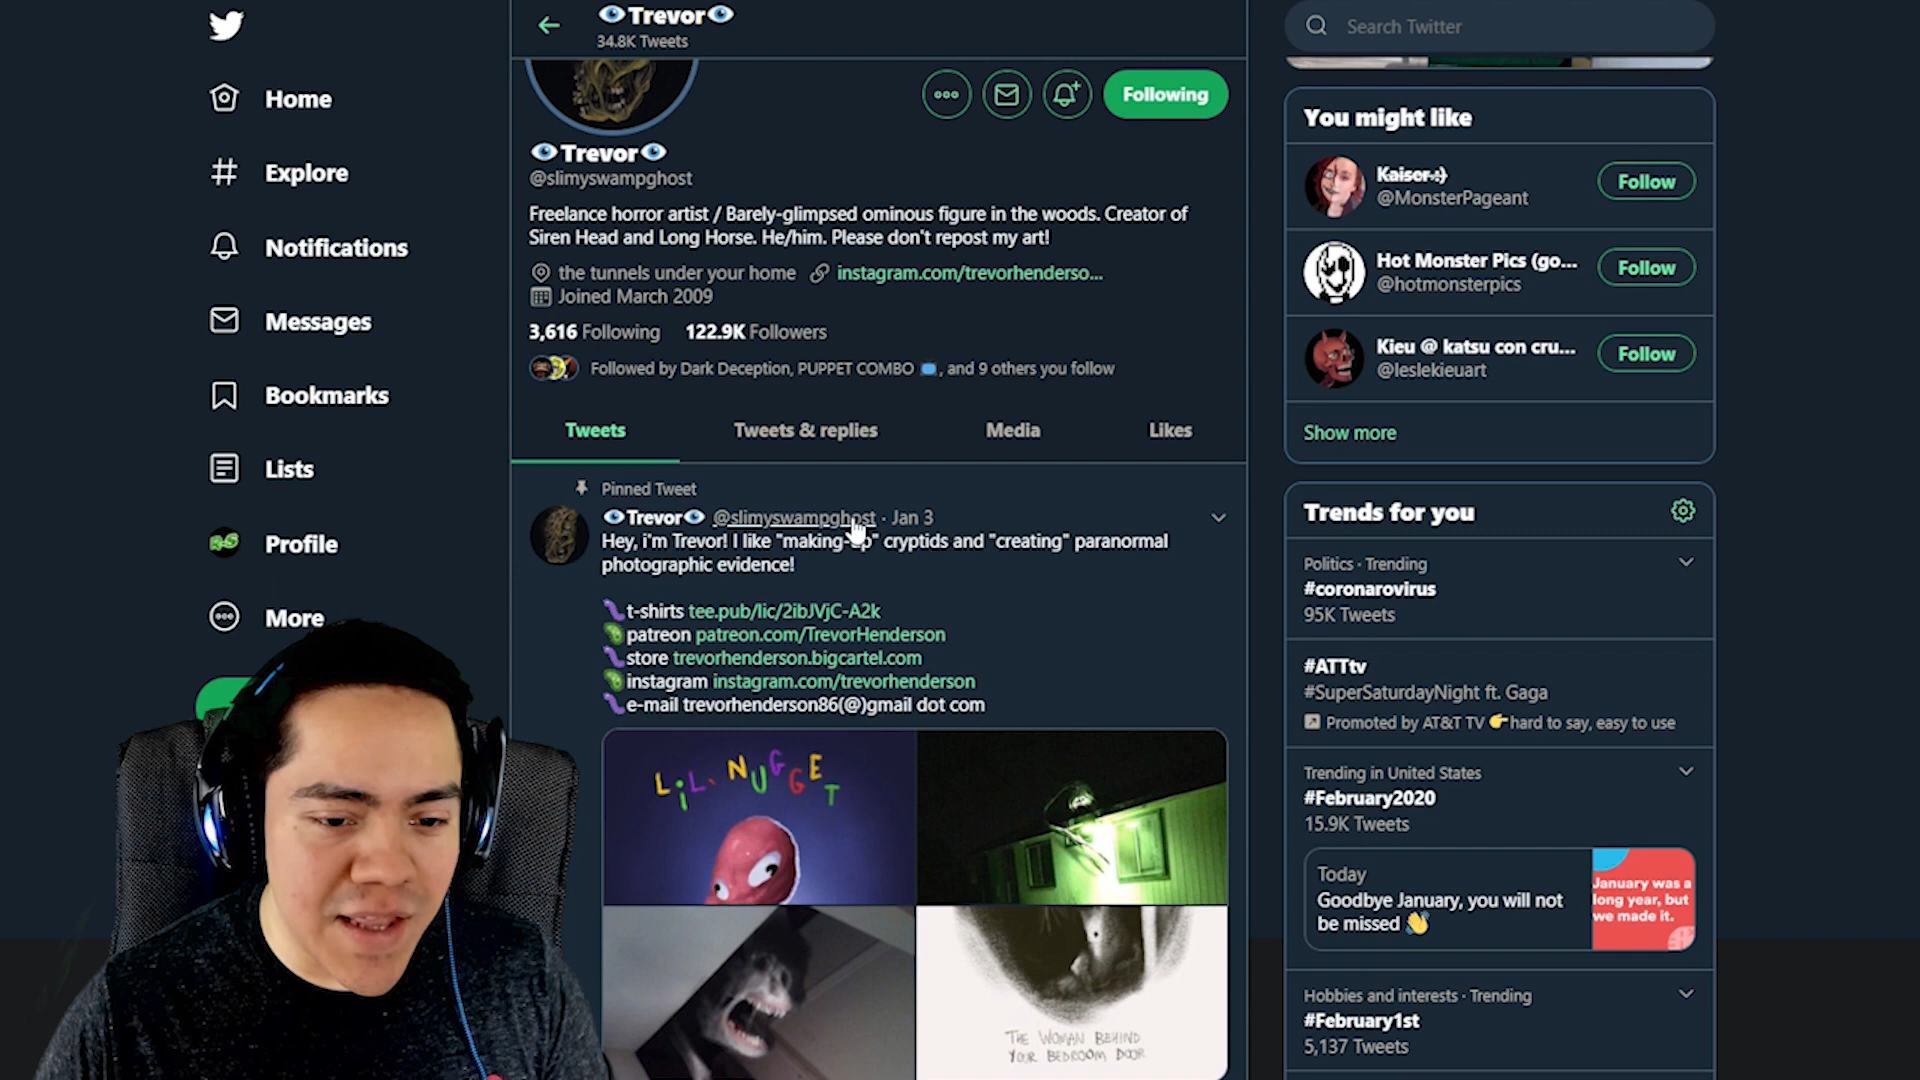 Home
Explore
Notifications
Messages
Bookmarks
Lists
Profile
More
👁Trevor👁
34.8K Tweets
Following
👁Trevor👁
@slimyswampghost
Freelance horror artist / Barely-glimpsed ominous figure in the woods. Creator of
Siren Head and Long Horse. He/him. Please don't repost my art!
the tunnels under your home instagram.com/trevorhenderso...
Joined March 2009
3,616 Following 122.9K Followers
Followed by Dark Deception, PUPPET COMBO, and 9 others you follow
Tweets Tweets & replies Media Likes
Pinned Tweet
👁Trevor👁 @slimyswampghost · Jan 3
Hey, i'm Trevor! I like "making-up" cryptids and "creating" paranormal
photographic evidence!
t-shirts tee.pub/lic/2ibJVjC-A2k
patreon patreon.com/TrevorHenderson
store trevorhenderson.bigcartel.com
instagram instagram.com/trevorhenderson
e-mail trevorhenderson86(@)gmail dot com
LiL NUGGET
THE WOMAN BEHIND
YOUR BEDROOM DOOR
Search Twitter
You might like
Kaiser :)
@MonsterPageant
Follow
Hot Monster Pics (go...
@hotmonsterpics
Follow
Kieu @ katsu con cru...
@leslekieuart
Follow
Show more
Trends for you
Politics · Trending
#coronarovirus
95K Tweets
#ATTtv
#SuperSaturdayNight ft. Gaga
Promoted by AT&T TV 👉hard to say, easy to use
Trending in United States
#February2020
15.9K Tweets
Today
Goodbye January, you will not
be missed 👋
January was a
long year, but
we made it.
Hobbies and interests · Trending
#February1st
5,137 Tweets